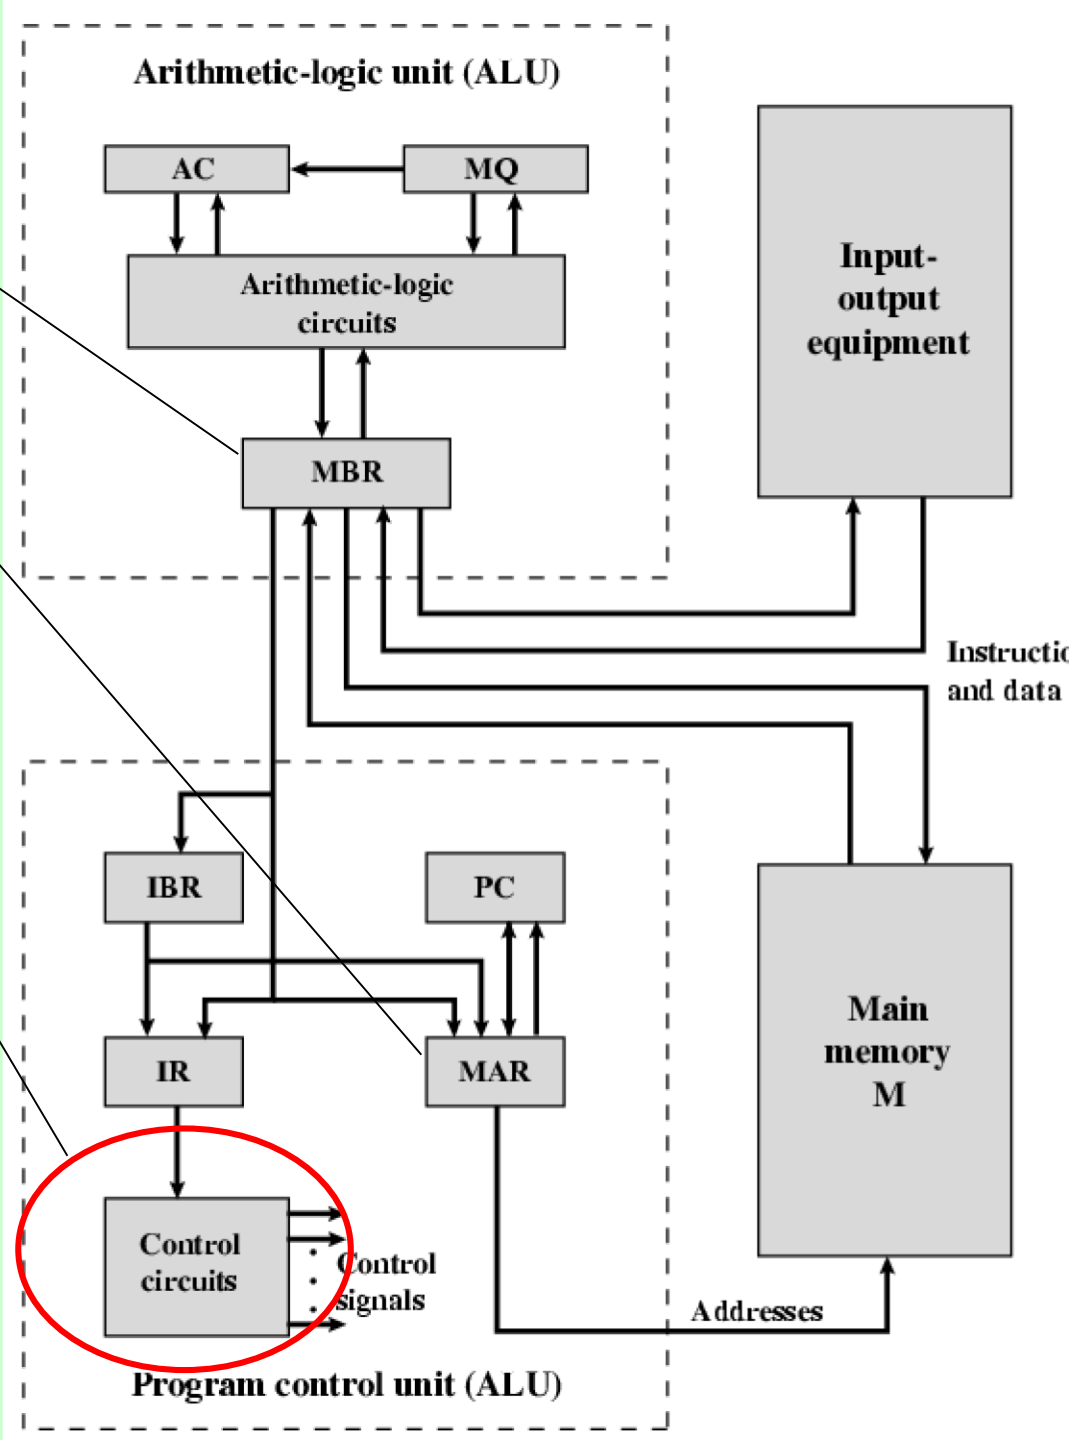 Arithmetic-logic unit (ALU)
AC
MQ
Arithmetic-logic
circuits
Input-
output
equipment
MBR
and data
IBR
PC
IR
MAR
Main
memory
M
Control
circuits
Control
signals
Addresses
Program control unit (ALU)